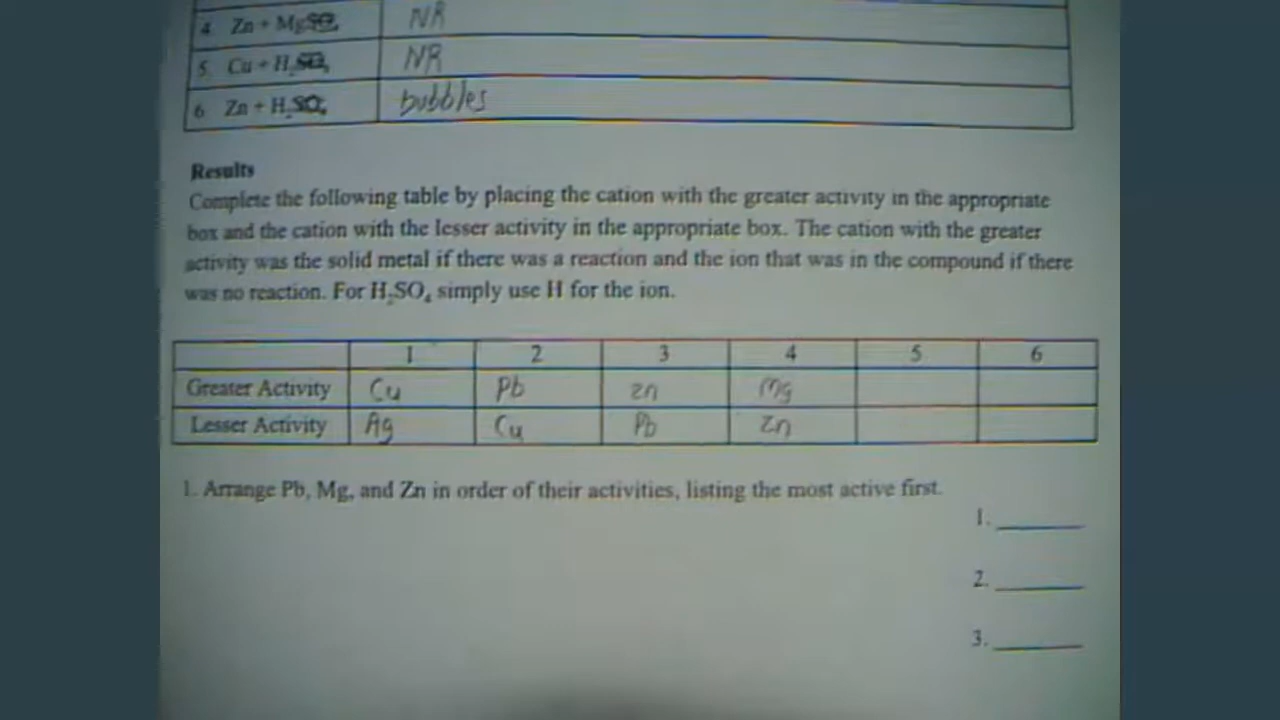 4 Zn + MgSO₄ NR
5. Cu + H₂SO₄ NR
6 Zn + H₂SO₄ bubbles
Results
Complete the following table by placing the cation with the greater activity in the appropriate
box and the cation with the lesser activity in the appropriate box. The cation with the greater
activity was the solid metal if there was a reaction and the ion that was in the compound if there
was no reaction. For H₂SO₄ simply use H for the ion.
1 2 3 4 5 6
Greater Activity Cu Pb Zn Mg
Lesser Activity Ag Cu Pb Zn
1. Arrange Pb, Mg, and Zn in order of their activities, listing the most active first.
1. ______
2. ______
3. ______